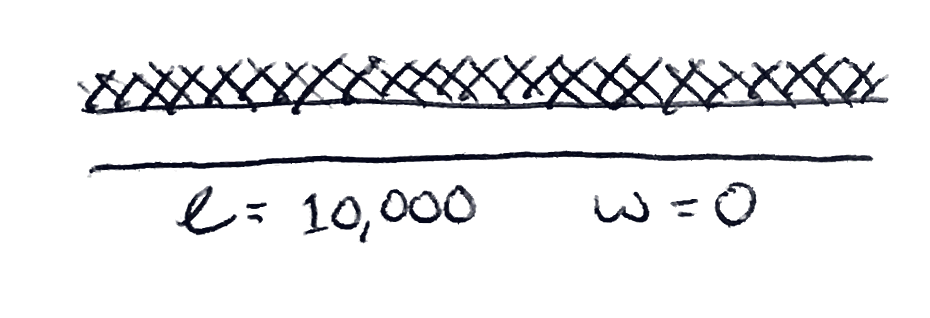 l = 10,000 w = 0